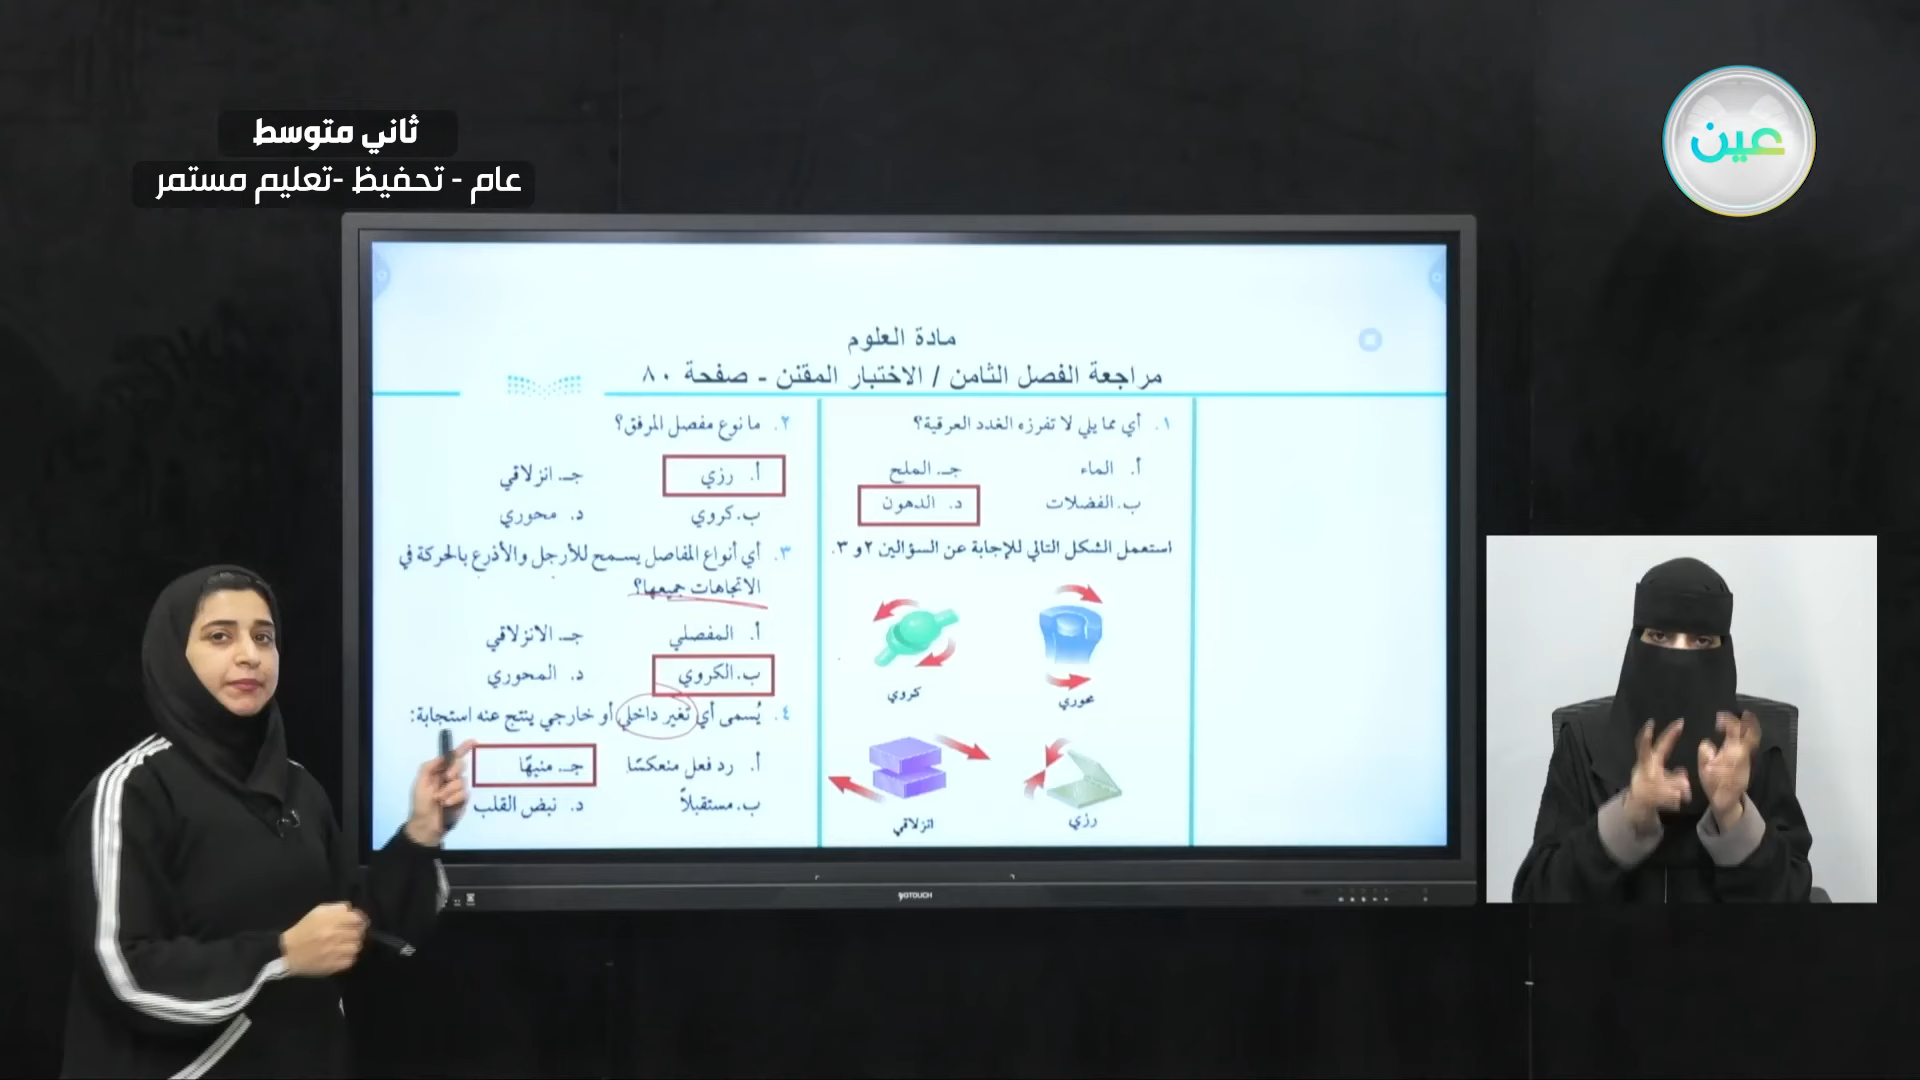 ثاني متوسط
عام - تحفيظ -تعليم مستمر
عين
مادة العلوم
مراجعة الفصل الثامن / الاختبار المقنن - صفحة ٨٠
١. أي مما يلي لا تفرزه الغدد العرقية؟
أ. الماء
جـ. الملح
ب. الفضلات
د. الدهون
استعمل الشكل التالي للإجابة عن السؤالين ٢ و ٣.
كروي
محوري
انزلاقي
رزي
٢. ما نوع مفصل المرفق؟
أ. رزي
جـ. انزلاقي
ب. كروي
د. محوري
٣. أي أنواع المفاصل يسمح للأرجل والأذرع بالحركة في
الاتجاهات جميعها؟
أ. المفصلي
جـ. الانزلاقي
ب. الكروي
د. المحوري
٤. يُسمى أي تغير داخلي أو خارجي ينتج عنه استجابة:
أ. رد فعل منعكسًا
جـ. منبهًا
ب. مستقبلاً
د. نبض القلب